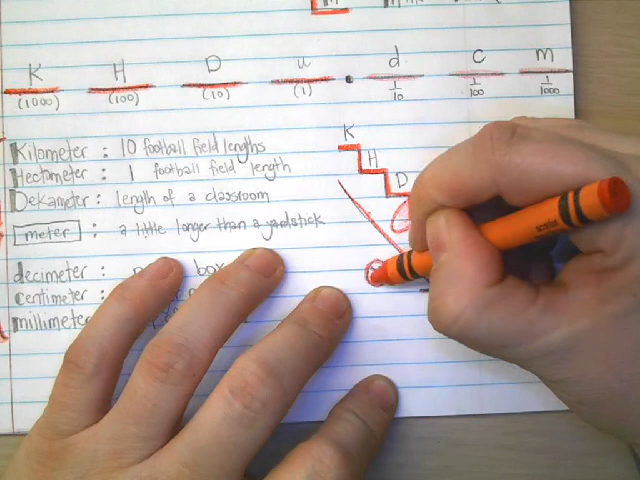 K H D u . d c m
(1000) (100) (10) (1) 1/10 1/100 1/1000
Kilometer : 10 football field lengths
Hectometer : 1 football field length
Dekameter : length of a classroom
meter : a little longer than a yardstick
decimeter :
centimeter :
millimeter
K
H
D